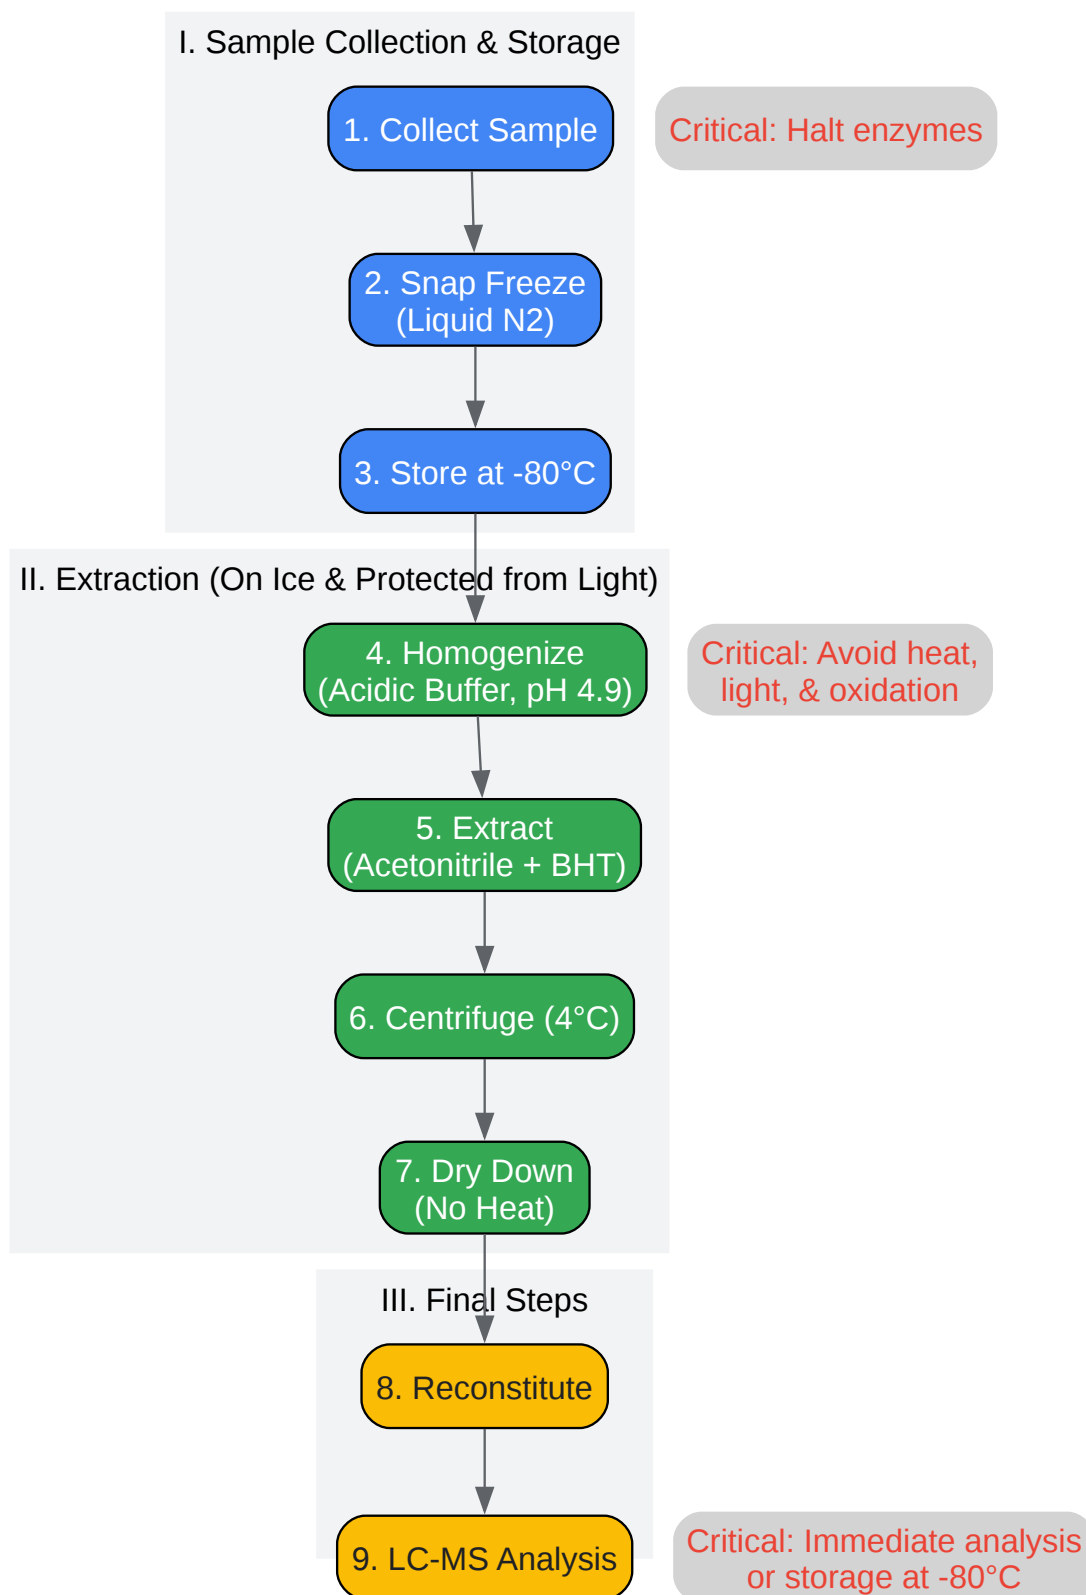 I. Sample Collection & Storage
1. Collect Sample
Critical: Halt enzymes
2. Snap Freeze
(Liquid N2)
3. Store at -80°C
II. Extraction (On Ice & Protected from Light)
4. Homogenize
(Acidic Buffer, pH 4.9)
Critical: Avoid heat,
light, & oxidation
5. Extract
(Acetonitrile + BHT)
6. Centrifuge (4°C)
7. Dry Down
(No Heat)
III. Final Steps
8. Reconstitute
9. LC-MS Analysis
Critical: Immediate analysis
or storage at -80°C